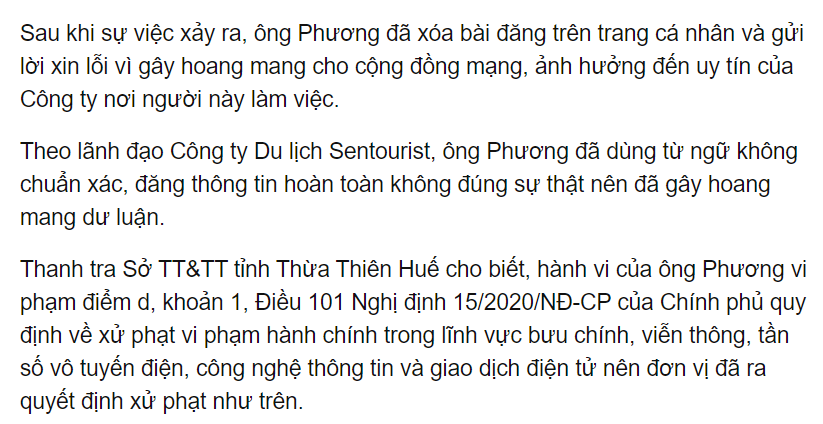 Sau khi sự việc xảy ra, ông Phương đã xóa bài đăng trên trang cá nhân và gửi
lời xin lỗi vì gây hoang mang cho cộng đồng mạng, ảnh hưởng đến uy tín của
Công ty nơi người này làm việc.
Theo lãnh đạo Công ty Du lịch Sentourist, ông Phương đã dùng từ ngữ không
chuẩn xác, đăng thông tin hoàn toàn không đúng sự thật nên đã gây hoang
mang dư luận.
Thanh tra Sở TT&TT tỉnh Thừa Thiên Huế cho biết, hành vi của ông Phương vi
phạm điểm d, khoản 1, Điều 101 Nghị định 15/2020/NĐ-CP của Chính phủ quy
định về xử phạt vi phạm hành chính trong lĩnh vực bưu chính, viễn thông, tần
số vô tuyến điện, công nghệ thông tin và giao dịch điện tử nên đơn vị đã ra
quyết định xử phạt như trên.